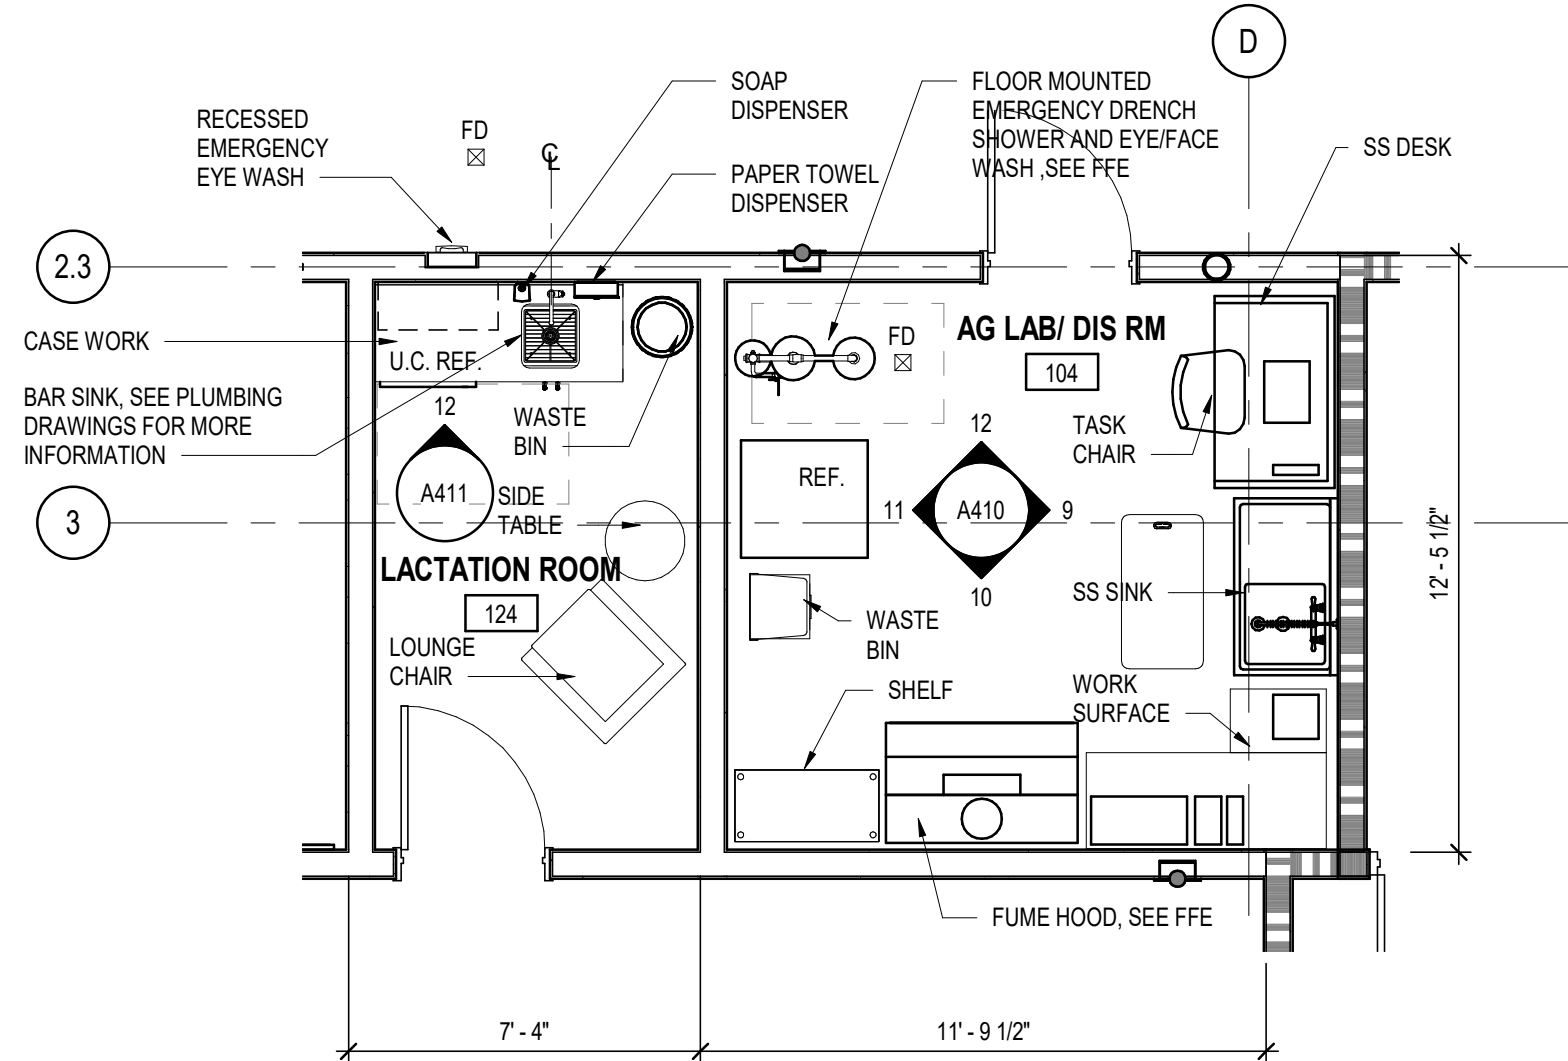 D
SOAP
DISPENSER
FLOOR MOUNTED
EMERGENCY DRENCH
SHOWER AND EYE/FACE
WASH ,SEE FFE
RECESSED
EMERGENCY
EYE WASH
FD
CL
SS DESK
PAPER TOWEL
DISPENSER
2.3
CASE WORK
U.C. REF.
FD
AG LAB/ DIS RM
104
BAR SINK, SEE PLUMBING
DRAWINGS FOR MORE
INFORMATION
12
WASTE
BIN
12
TASK
CHAIR
A411
SIDE
TABLE
REF.
11
A410
9
3
12' - 5 1/2"
LACTATION ROOM
124
10
SS SINK
WASTE
BIN
LOUNGE
CHAIR
SHELF
WORK
SURFACE
FUME HOOD, SEE FFE
7' - 4"
11' - 9 1/2"